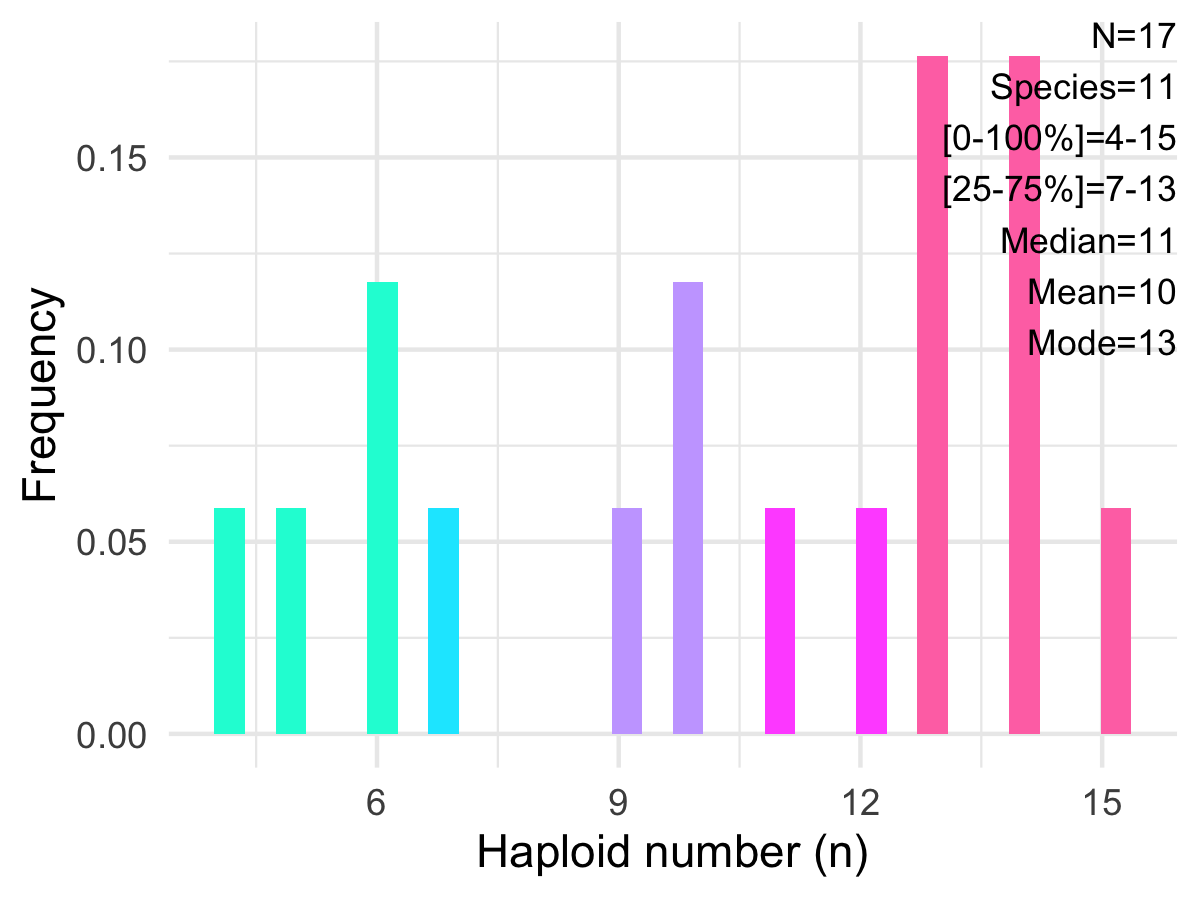 N=17
Species=11
[0-100%]=4-15
[25-75%]=7-13
Median=11
Mean=10
Mode=13
0.15
0.10
0.05
0.00
Frequency
6 9 12 15
Haploid number (n)